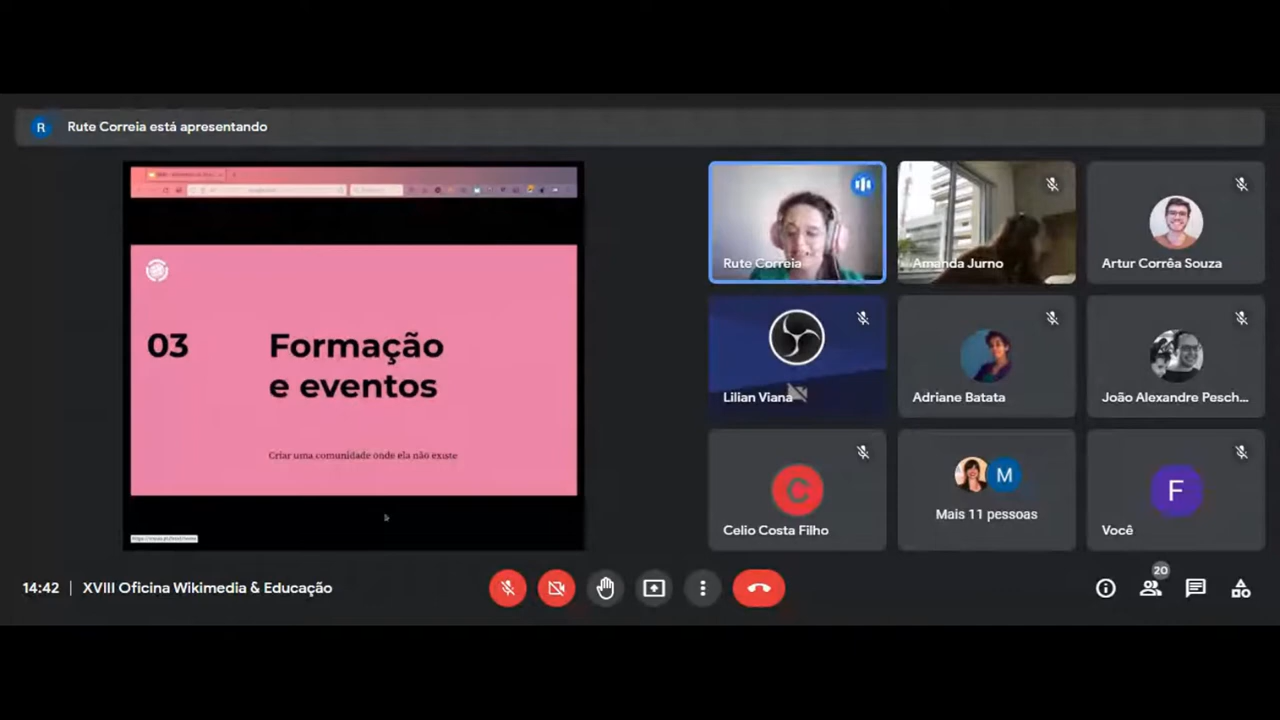 R
Rute Correia está apresentando
03
Formação
e eventos
Criar uma comunidade onde ela não existe
Rute Correia
Amanda Jurno
Artur Corrêa Souza
Lilian Viana
Adriane Batata
João Alexandre Pesch...
C
Celio Costa Filho
M
Mais 11 pessoas
F
Você
14:42
XVIII Oficina Wikimedia & Educação
20